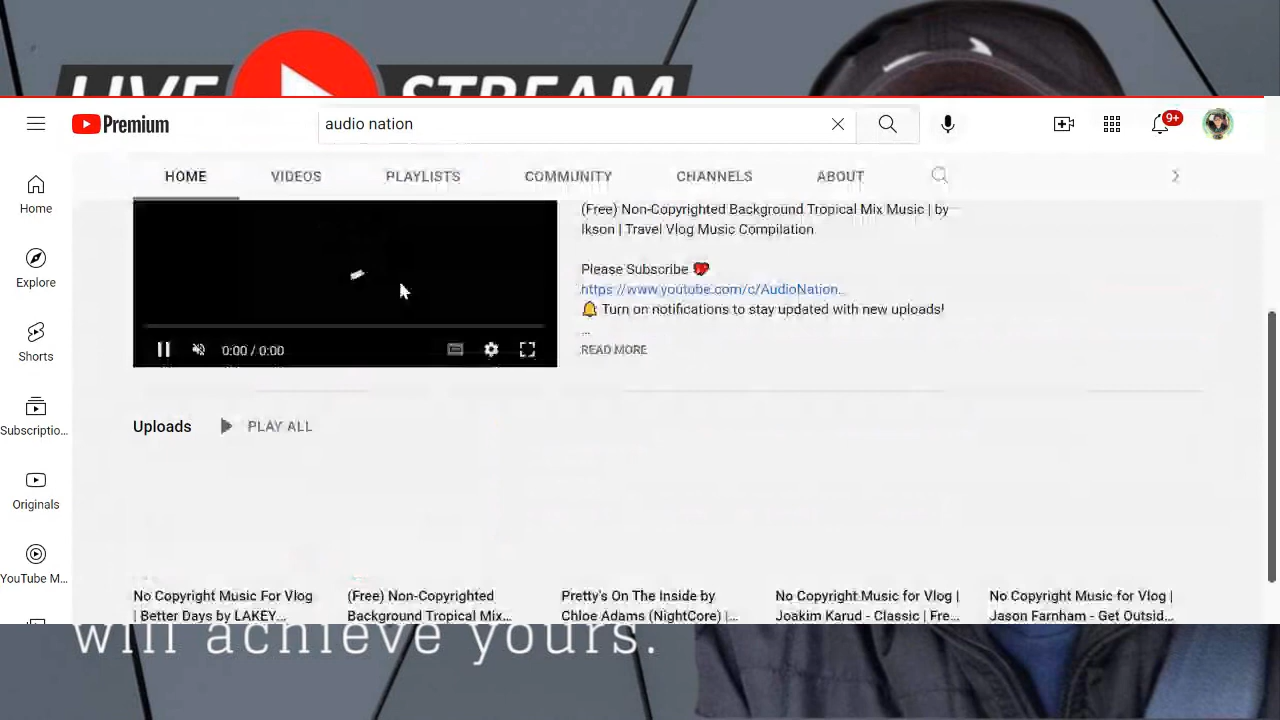 LIVE STREAM
Premium
audio nation
9+
HOME VIDEOS PLAYLISTS COMMUNITY CHANNELS ABOUT
Home
Explore
Shorts
Subscriptio...
Originals
YouTube M...
(Free) Non-Copyrighted Background Tropical Mix Music | by
Ikson | Travel Vlog Music Compilation
Please Subscribe
https://www.youtube.com/c/AudioNation...
🔔 Turn on notifications to stay updated with new uploads!
...
READ MORE
0:00 / 0:00
Uploads PLAY ALL
No Copyright Music For Vlog
| Better Days by LAKEY...
(Free) Non-Copyrighted
Background Tropical Mix...
Pretty's On The Inside by
Chloe Adams (NightCore) |...
No Copyright Music for Vlog |
Joakim Karud - Classic | Fre...
No Copyright Music for Vlog |
Jason Farnham - Get Outsid...
will achieve yours.